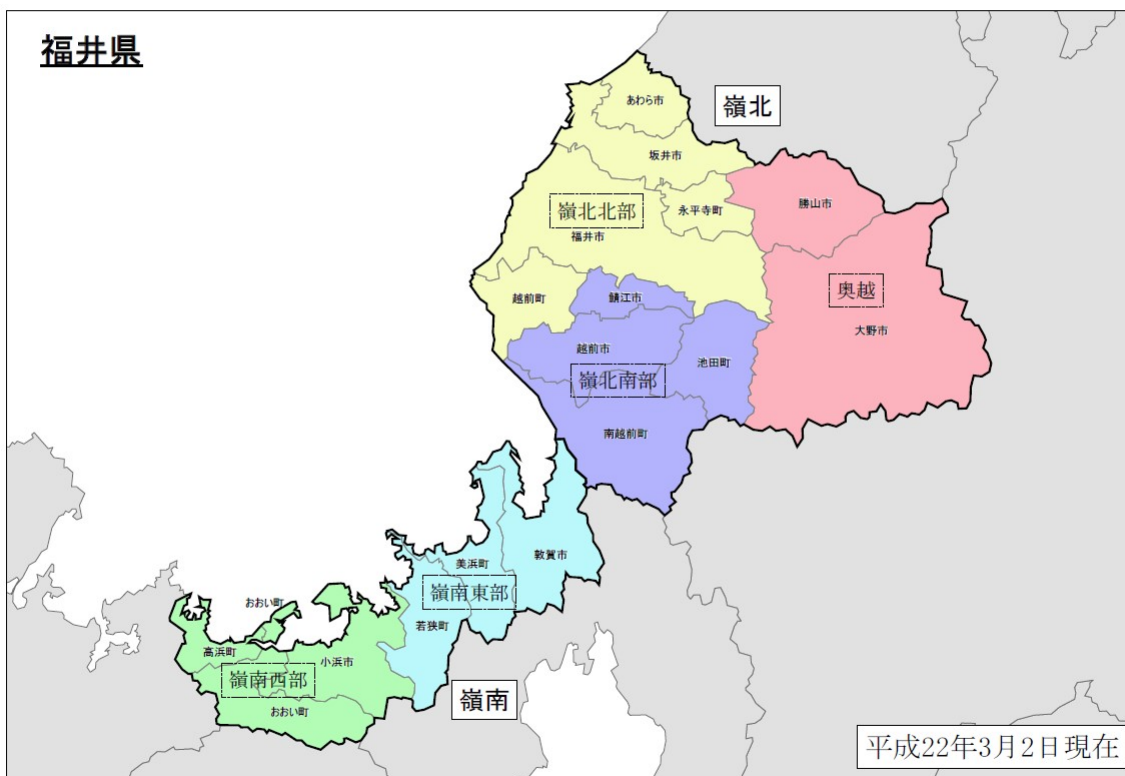 福井県
嶺北
あわら市
坂井市
勝山市
嶺北北部
永平寺町
福井市
奥越
越前町
鯖江市
大野市
越前市
池田町
嶺北南部
南越前町
敦賀市
美浜町
嶺南東部
おおい町
若狭町
高浜町
小浜市
嶺南西部
嶺南
おおい町
平成22年3月2日現在